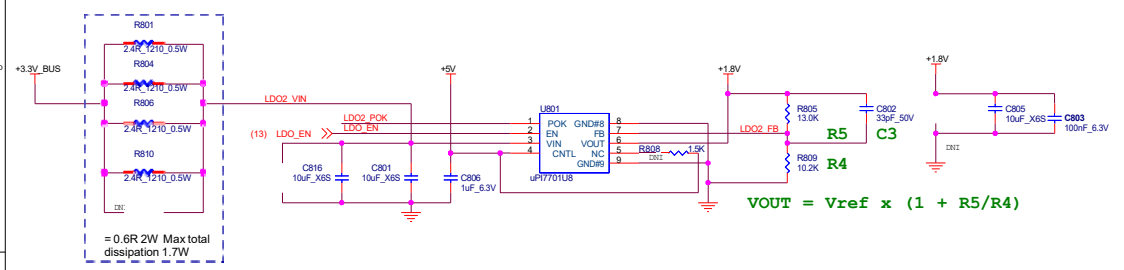 R801
2.4R_1210_0.5W
R804
2.4R_1210_0.5W
R806
2.4R_1210_0.5W
R810
2.4R_1210_0.5W
DNI
= 0.6R 2W Max total
dissipation 1.7W
+3.3V_BUS
LDO2_VIN
(13) LDO_EN
LDO2_POK
LDO_EN
+5V
C816
10uF_X6S
C801
10uF_X6S
C806
1uF_6.3V
U801
1 POK GND#8 8
2 EN FB 7
3 VIN VOUT 6
4 CNTL NC 5
GND#9 9
uPI7701U8
R808 1.5K
DNI
LDO2_FB
+1.8V
R805
13.0K
R5
C802
33pF_50V
C3
R809
10.2K
R4
VOUT = Vref x (1 + R5/R4)
+1.8V
C805
10uF_X6S
C803
100nF_6.3V
DNI